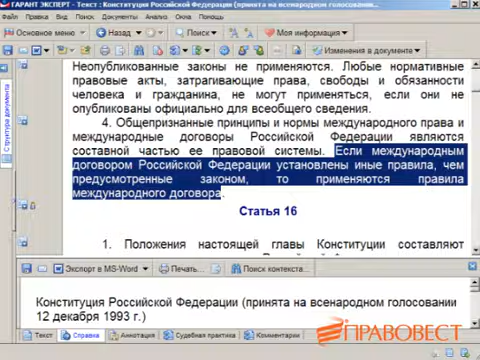 ГАРАНТ ЭКСПЕРТ - Текст : Конституция Российской Федерации (принята на всенародном голосовании...
Файл Правка Вид Поиск Документы Анализ Окна Помощь
Основное меню Назад Поиск Моя информация
Изменения в документе
Структура документа
Неопубликованные законы не применяются. Любые нормативные
правовые акты, затрагивающие права, свободы и обязанности
человека и гражданина, не могут применяться, если они не
опубликованы официально для всеобщего сведения.
4. Общепризнанные принципы и нормы международного права и
международные договоры Российской Федерации являются
составной частью ее правовой системы. Если международным
договором Российской Федерации установлены иные правила, чем
предусмотренные законом, то применяются правила
международного договора.
Статья 16
1. Положения настоящей главы Конституции составляют
Экспорт в MS-Word Печать... Поиск контекста...
Конституция Российской Федерации (принята на всенародном голосовании
12 декабря 1993 г.)
ПРАВОВЕСТ
Текст Справка Аннотация Судебная практика Комментарии